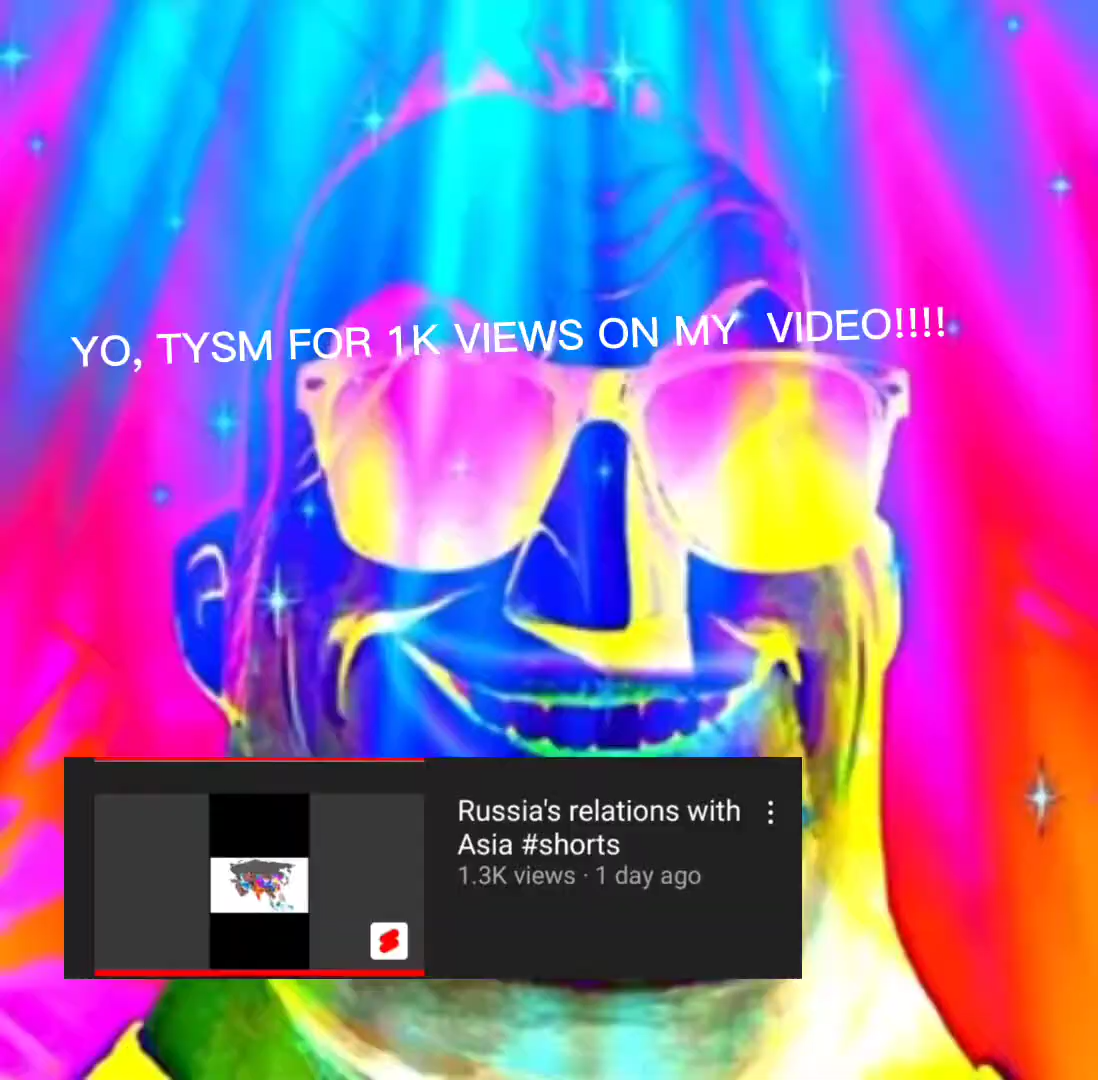 YO, TYSM FOR 1K VIEWS ON MY VIDEO!!!!
Russia's relations with
Asia #shorts
1.3K views · 1 day ago